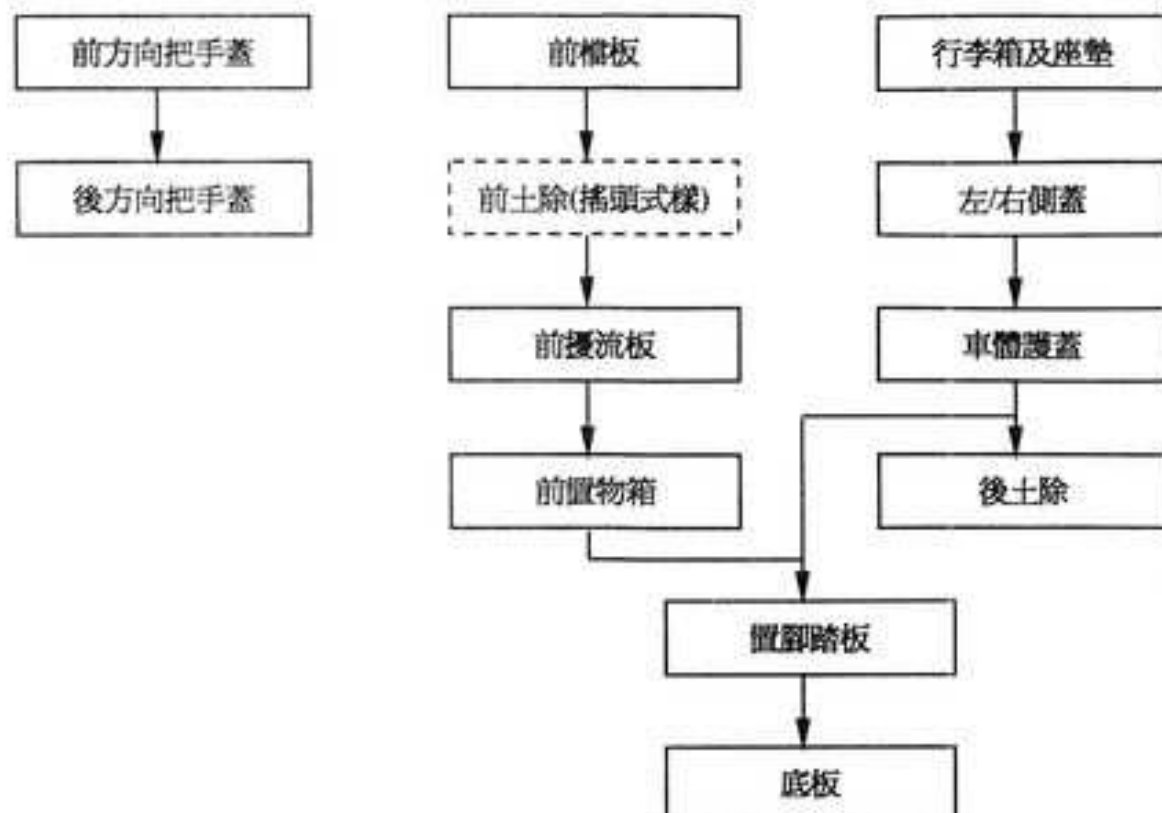 前方向把手蓋
後方向把手蓋
前檔板
前土除(搖頭式樣)
前擾流板
前置物箱
行李箱及座墊
左/右側蓋
車體護蓋
後土除
置腳踏板
底板